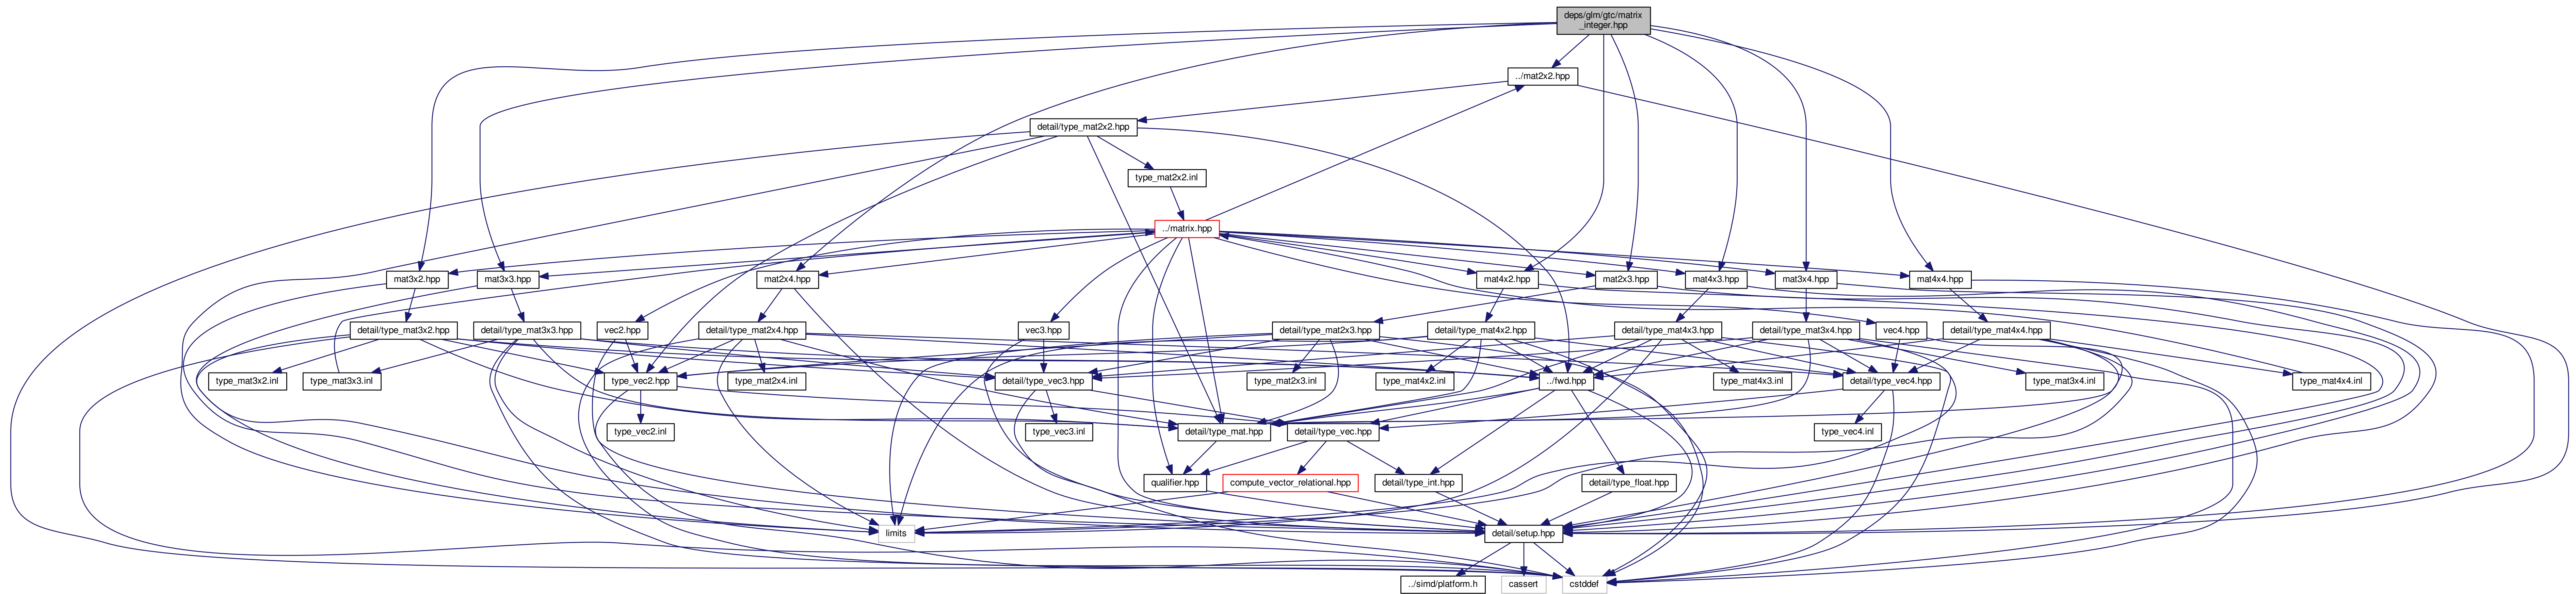 deps/glm/gtc/matrix
_integer.hpp
../mat2x2.hpp
detail/type_mat2x2.hpp
type_mat2x2.inl
../matrix.hpp
mat3x2.hpp
mat3x3.hpp
mat2x4.hpp
mat4x2.hpp
mat2x3.hpp
mat4x3.hpp
mat3x4.hpp
mat4x4.hpp
detail/type_mat3x2.hpp
detail/type_mat3x3.hpp
vec2.hpp
detail/type_mat2x4.hpp
vec3.hpp
detail/type_mat2x3.hpp
detail/type_mat4x2.hpp
detail/type_mat4x3.hpp
detail/type_mat3x4.hpp
vec4.hpp
detail/type_mat4x4.hpp
type_mat3x2.inl
type_mat3x3.inl
type_vec2.hpp
type_mat2x4.inl
detail/type_vec3.hpp
type_mat2x3.inl
type_mat4x2.inl
../fwd.hpp
type_mat4x3.inl
detail/type_vec4.hpp
type_mat3x4.inl
type_mat4x4.inl
type_vec2.inl
type_vec3.inl
detail/type_mat.hpp
detail/type_vec.hpp
type_vec4.inl
qualifier.hpp
compute_vector_relational.hpp
detail/type_int.hpp
detail/type_float.hpp
limits
detail/setup.hpp
../simd/platform.h
cassert
cstddef